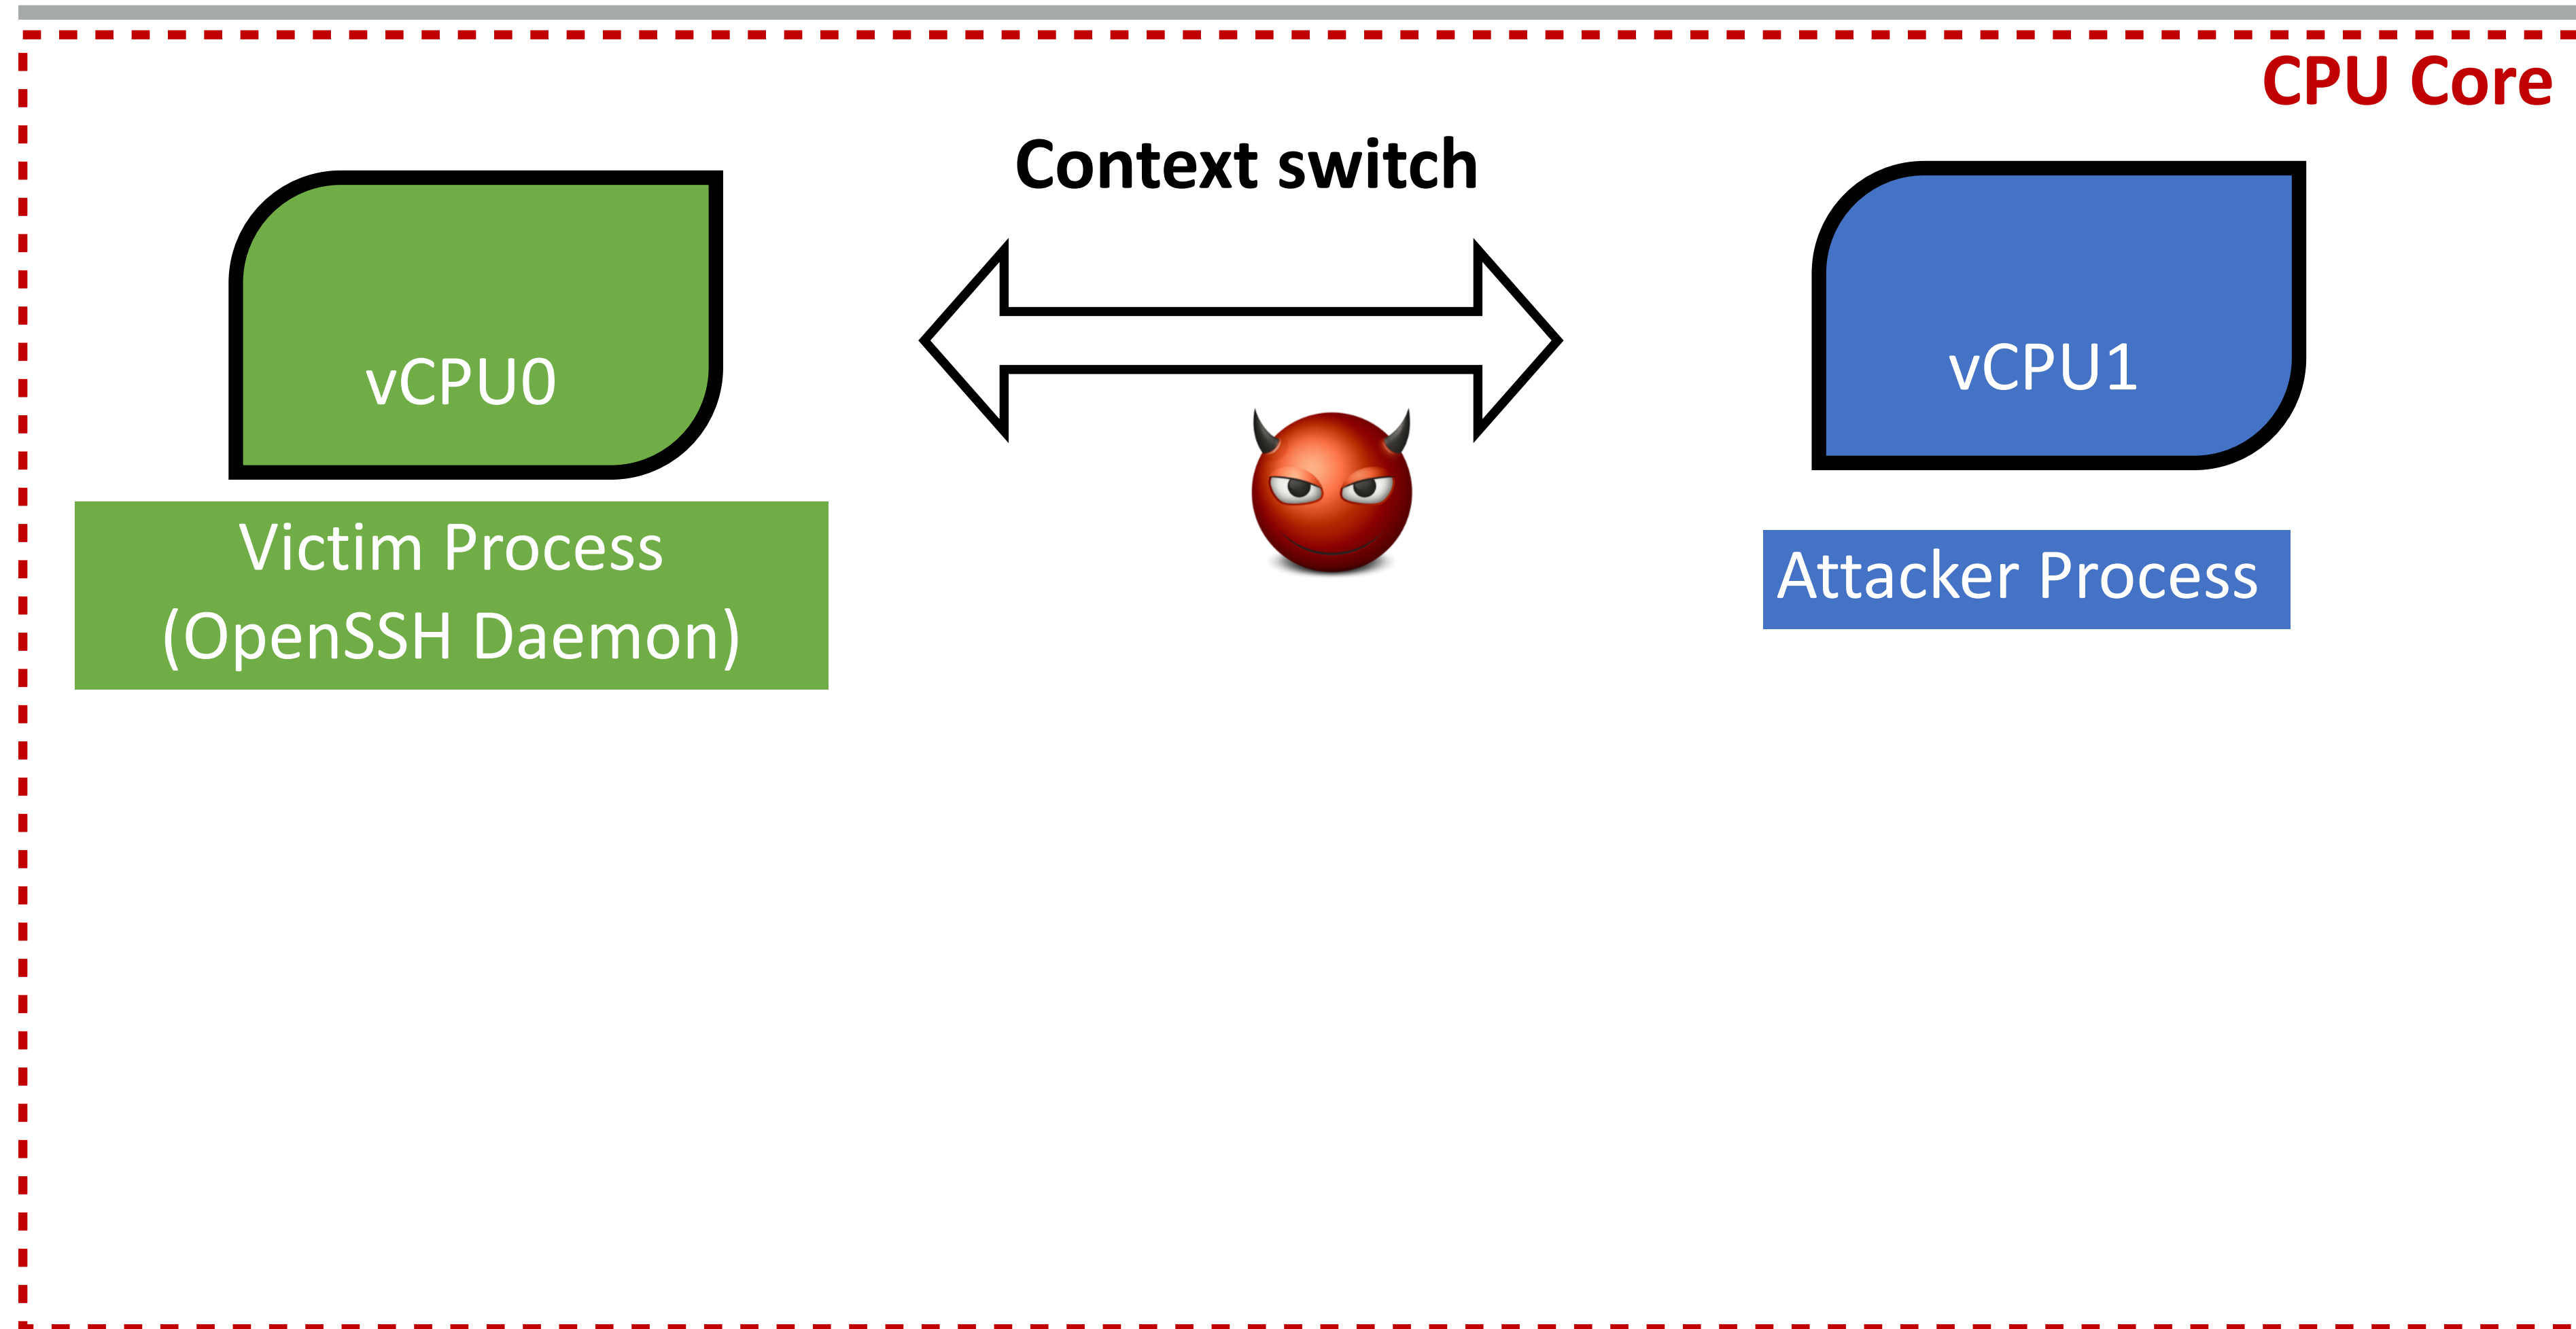 CPU Core
Context switch
vCPU0
vCPU1
Victim Process
(OpenSSH Daemon)
Attacker Process